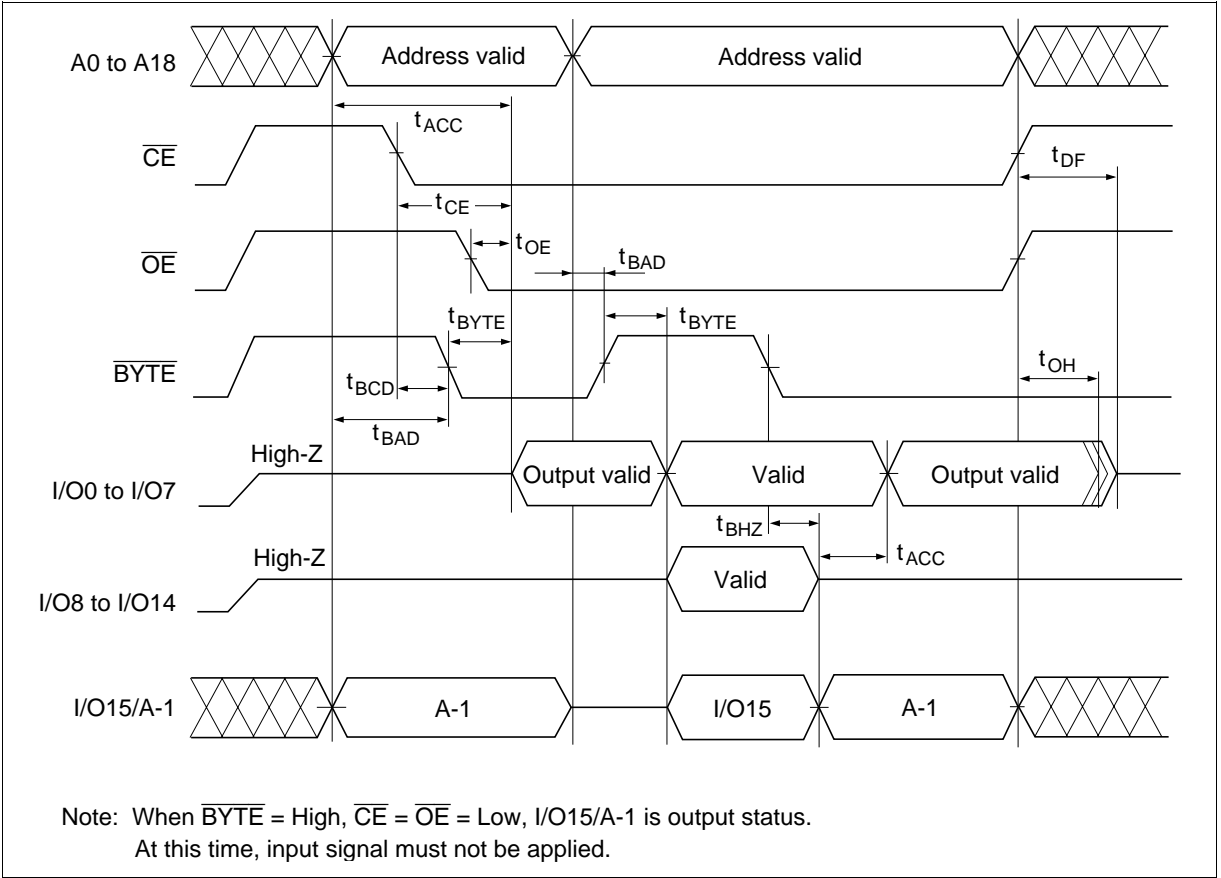 A0 to A18 Address valid Address valid
tACC
CE
tDF
tCE
tOE
OE
tBAD
tBYTE tBYTE
BYTE
tBCD
tOH
tBAD
High-Z
I/O0 to I/O7 Output valid Valid Output valid
tBHZ
tACC
High-Z
I/O8 to I/O14 Valid
I/O15/A-1 A-1 I/O15 A-1
Note: When BYTE = High, CE = OE = Low, I/O15/A-1 is output status.
At this time, input signal must not be applied.